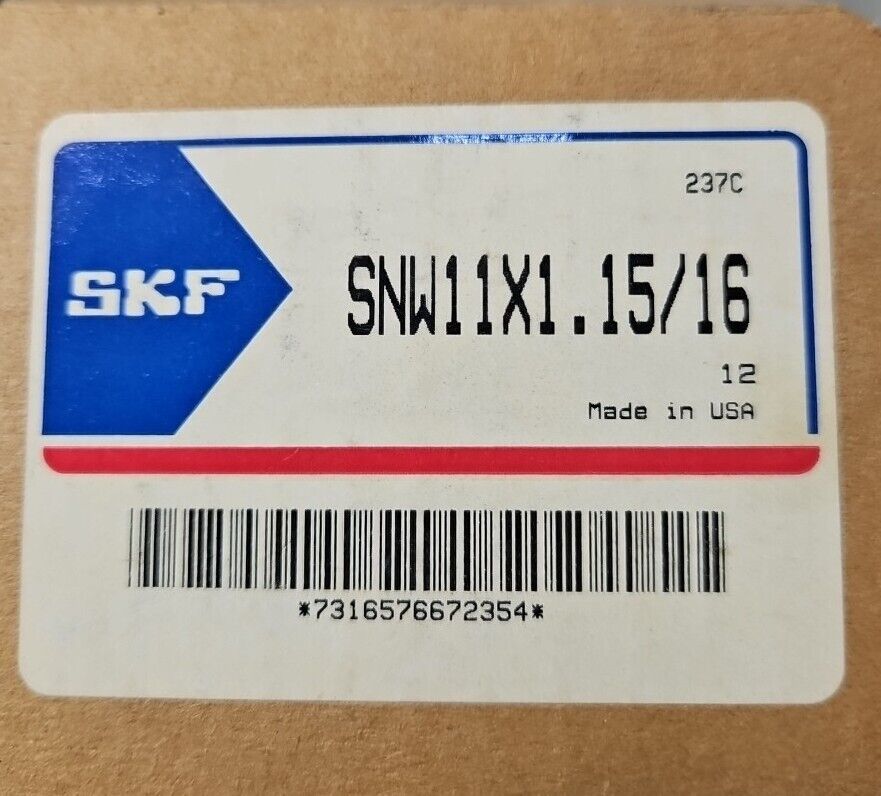 237C
SKF
SNW11X1.15/16
12
Made in USA
*7316576672354*